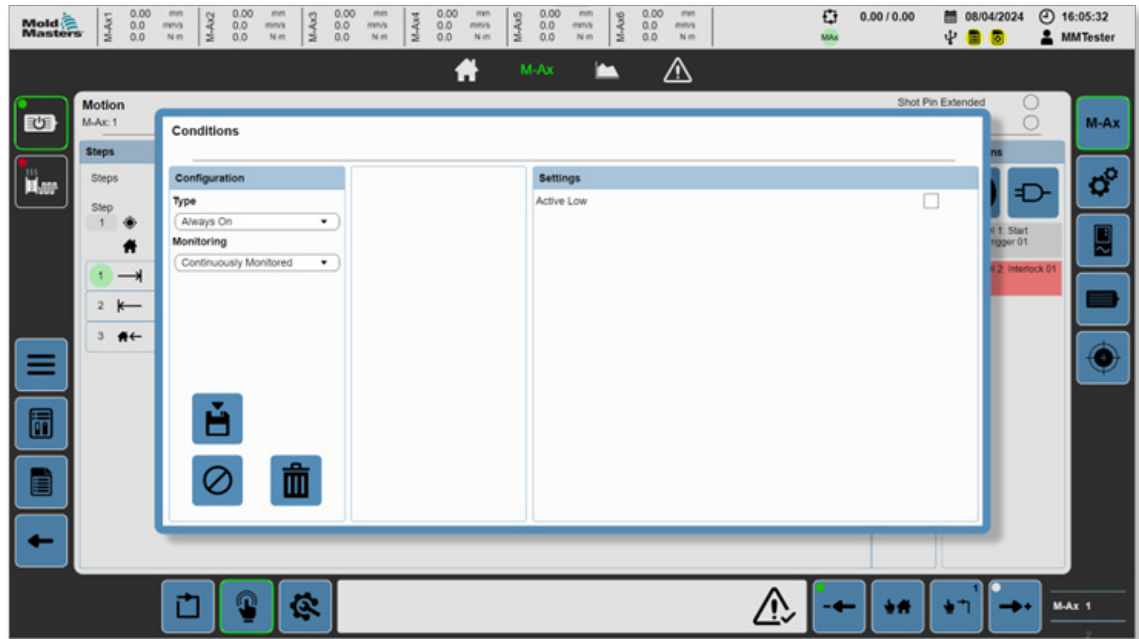 Mold
Masters
M-Ax1 0.00 mm
0.0 mm/s
0.0 N m
M-Ax2 0.00 mm
0.0 mm/s
0.0 N m
M-Ax3 0.00 mm
0.0 mm/s
0.0 N m
M-Ax4 0.00 mm
0.0 mm/s
0.0 N m
M-Ax5 0.00 mm
0.0 mm/s
0.0 N m
M-Ax6 0.00 mm
0.0 mm/s
0.0 N m
0.00 / 0.00
MAx
08/04/2024
16:05:32
MMTester
M-Ax
Motion
M-Ax: 1
Shot Pin Extended
M-Ax
Steps
Steps
Step
1
1
2
3
Conditions
Configuration
Type
Always On
Monitoring
Continuously Monitored
Settings
Active Low
ns
l 1: Start
rigger 01
l 2: Interlock 01
1
M-Ax 1
2